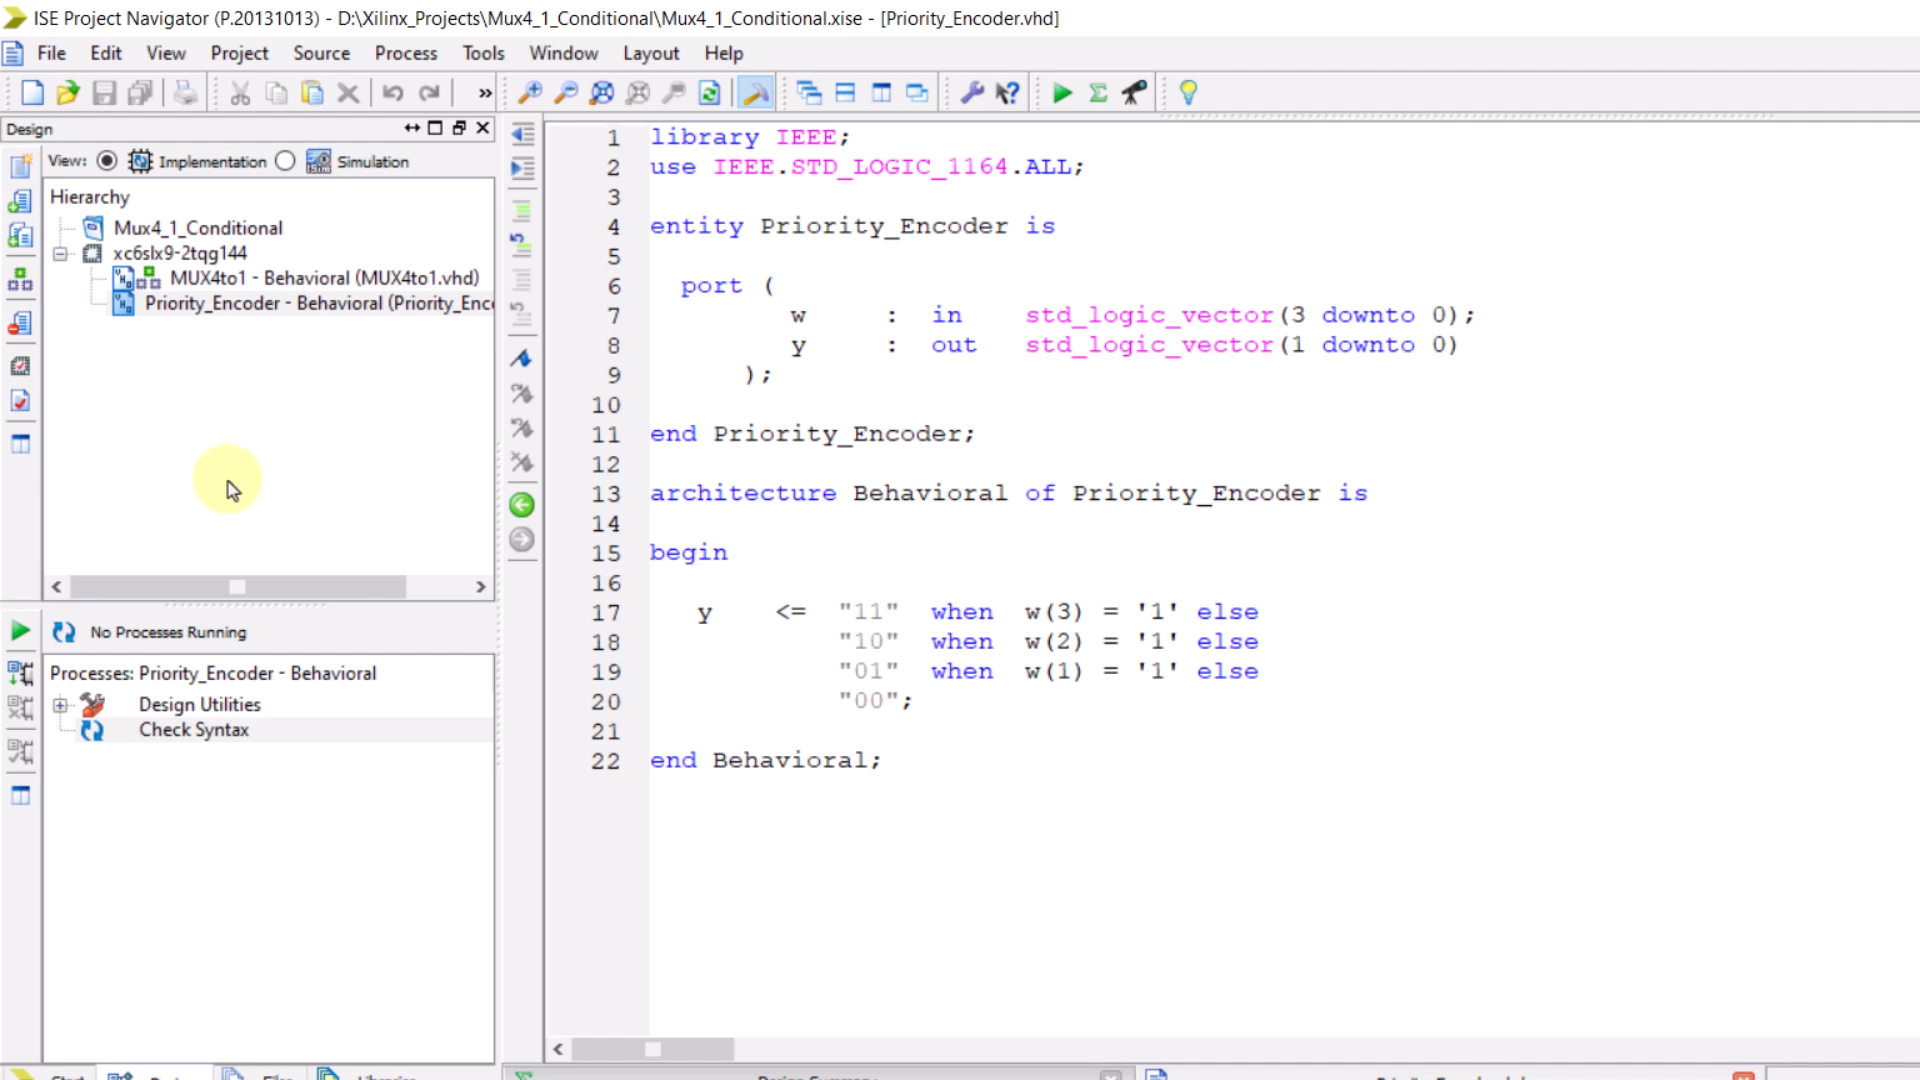 ISE Project Navigator (P.20131013) - D:\Xilinx_Projects\Mux4_1_Conditional\Mux4_1_Conditional.xise - [Priority_Encoder.vhd]
File Edit View Project Source Process Tools Window Layout Help
»
Design
View: Implementation Simulation
Hierarchy
Mux4_1_Conditional
xc6slx9-2tqg144
MUX4to1 - Behavioral (MUX4to1.vhd)
Priority_Encoder - Behavioral (Priority_Enc
No Processes Running
Processes: Priority_Encoder - Behavioral
Design Utilities
Check Syntax
1 library IEEE;
2 use IEEE.STD_LOGIC_1164.ALL;
3
4 entity Priority_Encoder is
5
6 port (
7 w : in std_logic_vector(3 downto 0);
8 y : out std_logic_vector(1 downto 0)
9 );
10
11 end Priority_Encoder;
12
13 architecture Behavioral of Priority_Encoder is
14
15 begin
16
17 y <= "11" when w(3) = '1' else
18 "10" when w(2) = '1' else
19 "01" when w(1) = '1' else
20 "00";
21
22 end Behavioral;